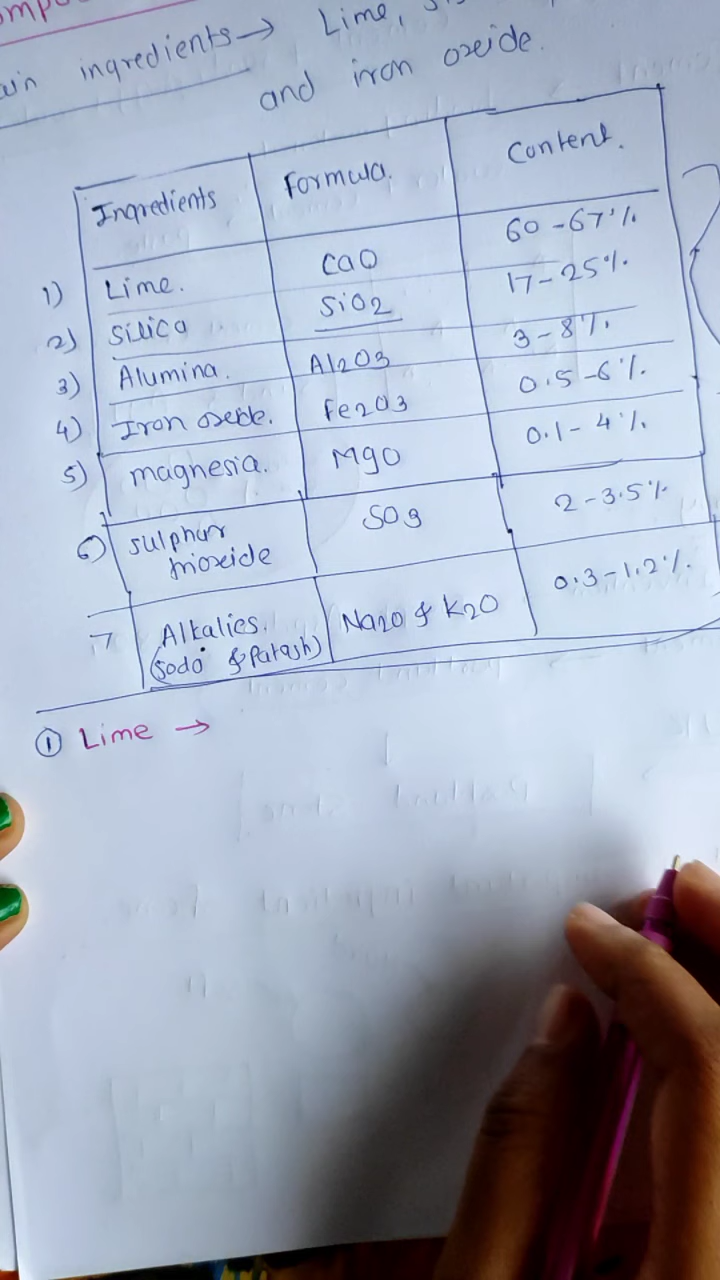 ingredients → Lime,
and iron oxide.
Ingredients Formula. Content.
1) Lime. CaO 60-67%
2) Silica SiO2 17-25%
3) Alumina. Al2O3 3-8%
4) Iron oxide. Fe2O3 0.5-6%
5) magnesia. MgO 0.1-4%
6) Sulphur trioxide SO3 2-3.5%
7 Alkalies. (Soda & Patash) Na2O & K2O 0.3-1.2%
① Lime →